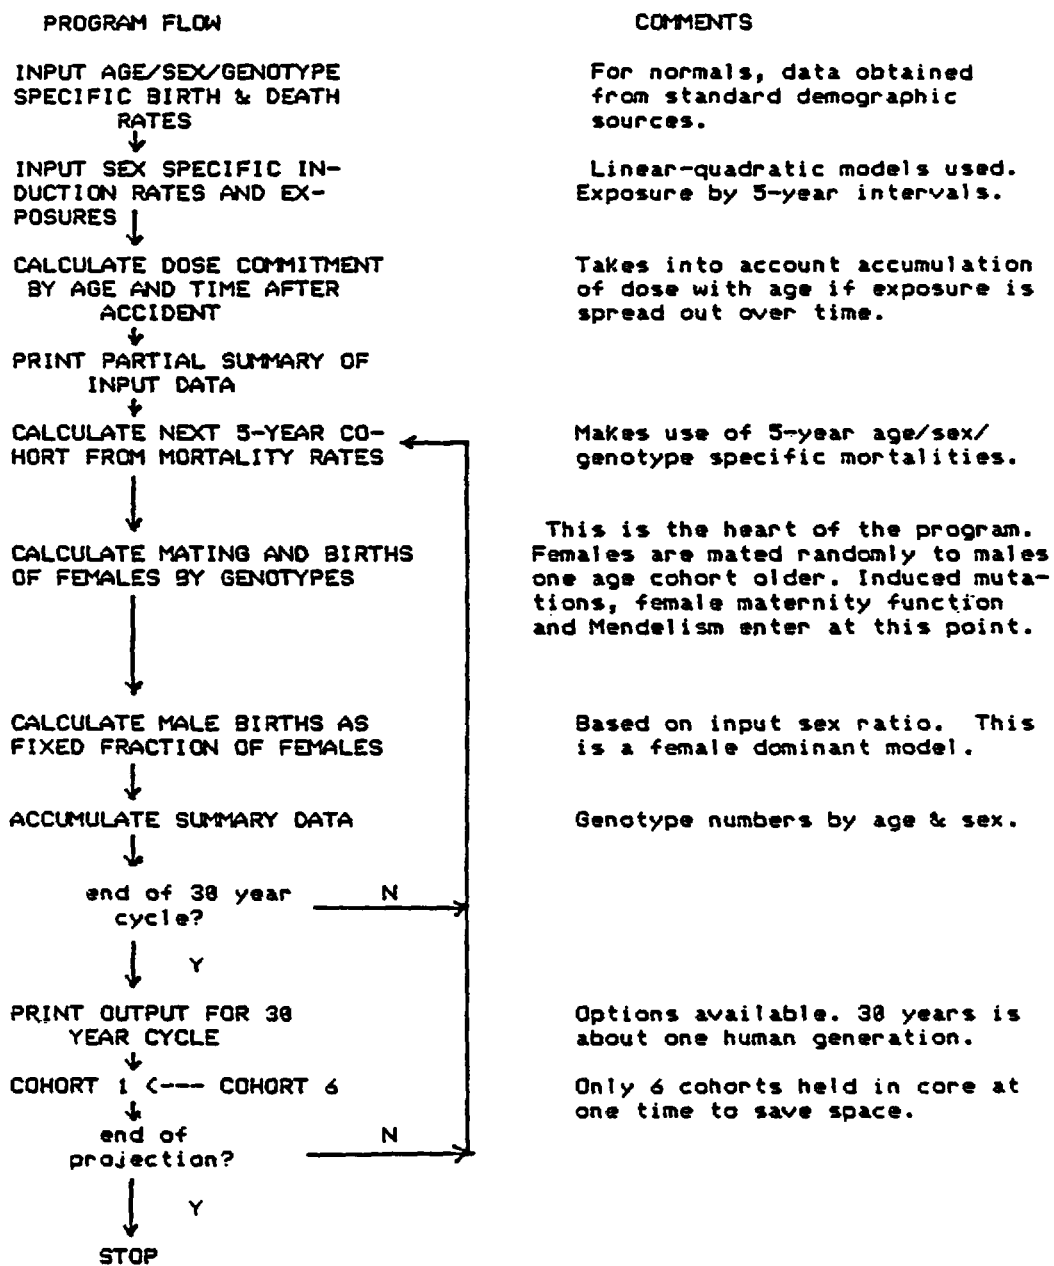 PROGRAM FLOW
COMMENTS
INPUT AGE/SEX/GENOTYPE
SPECIFIC BIRTH & DEATH
RATES
For normals, data obtained
from standard demographic
sources.
INPUT SEX SPECIFIC IN-
DUCTION RATES AND EX-
POSURES
Linear-quadratic models used.
Exposure by 5-year intervals.
CALCULATE DOSE COMMITMENT
BY AGE AND TIME AFTER
ACCIDENT
Takes into account accumulation
of dose with age if exposure is
spread out over time.
PRINT PARTIAL SUMMARY OF
INPUT DATA
CALCULATE NEXT 5-YEAR CO-
HORT FROM MORTALITY RATES
Makes use of 5-year age/sex/
genotype specific mortalities.
CALCULATE MATING AND BIRTHS
OF FEMALES BY GENOTYPES
This is the heart of the program.
Females are mated randomly to males
one age cohort older. Induced muta-
tions, female maternity function
and Mendelism enter at this point.
CALCULATE MALE BIRTHS AS
FIXED FRACTION OF FEMALES
Based on input sex ratio. This
is a female dominant model.
ACCUMULATE SUMMARY DATA
Genotype numbers by age & sex.
end of 30 year
cycle?
N
Y
PRINT OUTPUT FOR 30
YEAR CYCLE
Options available. 30 years is
about one human generation.
COHORT 1 <--- COHORT 6
Only 6 cohorts held in core at
one time to save space.
end of
projection?
N
Y
STOP